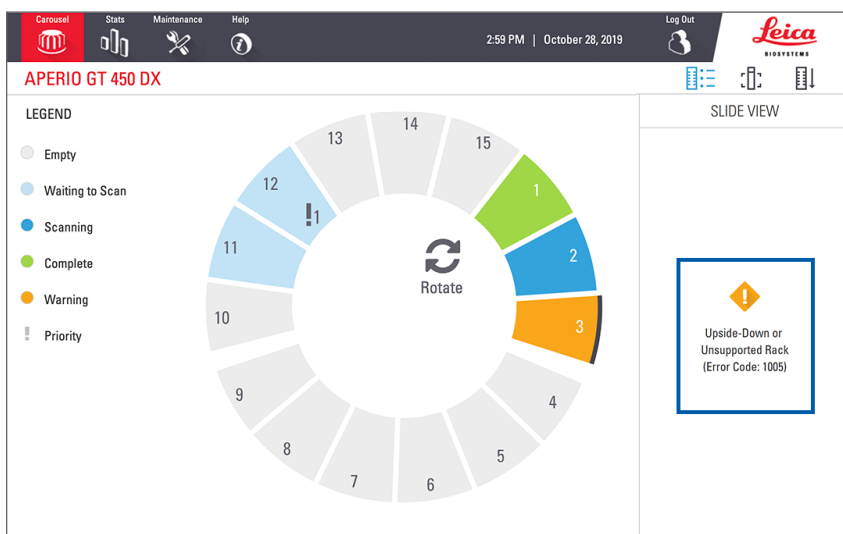 Carousel
Stats
Maintenance
Help
2:59 PM | October 28, 2019
Log Out
Leica
BIOSYSTEMS
APERIO GT 450 DX
LEGEND
Empty
Waiting to Scan
Scanning
Complete
Warning
! Priority
1
2
3
4
5
6
7
8
9
10
11
12
!1
13
14
15
Rotate
SLIDE VIEW
!
Upside-Down or
Unsupported Rack
(Error Code: 1005)